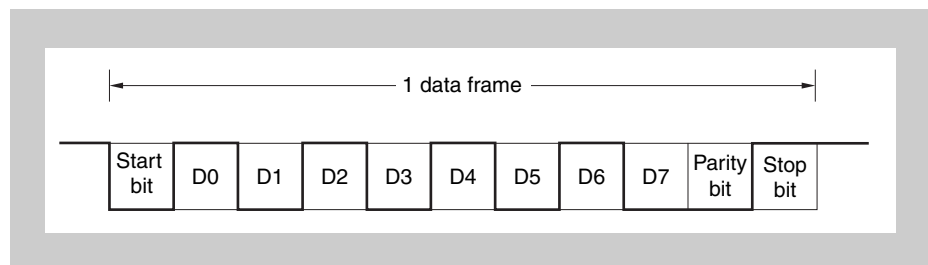 1 data frame
Start
bit
D0
D1
D2
D3
D4
D5
D6
D7
Parity
bit
Stop
bit